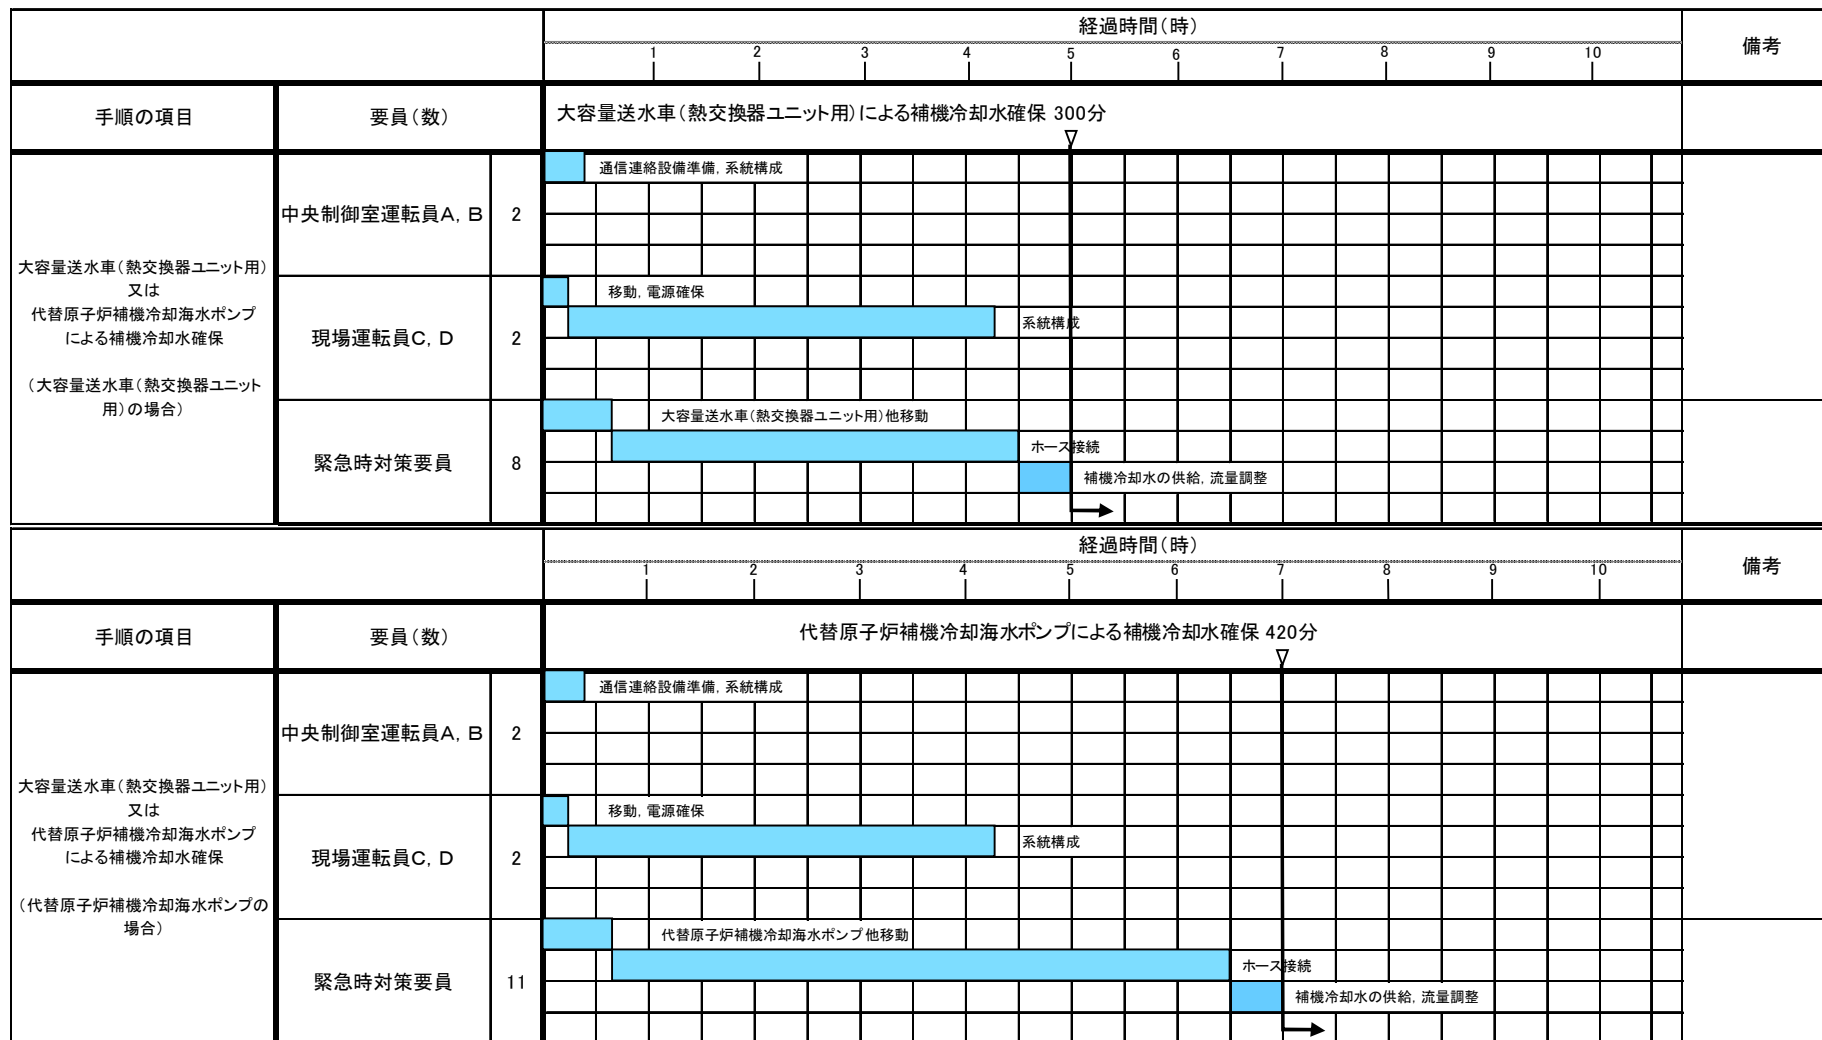 経過時間(時)
備考
1 2 3 4 5 6 7 8 9 10
手順の項目
要員(数)
大容量送水車(熱交換器ユニット用)による補機冷却水確保 300分
大容量送水車(熱交換器ユニット用)
又は
代替原子炉補機冷却海水ポンプ
による補機冷却水確保
(大容量送水車(熱交換器ユニット
用)の場合)
中央制御室運転員A, B
2
通信連絡設備準備, 系統構成
現場運転員C, D
2
移動, 電源確保
系統構成
緊急時対策要員
8
大容量送水車(熱交換器ユニット用)他移動
ホース接続
補機冷却水の供給, 流量調整
経過時間(時)
備考
1 2 3 4 5 6 7 8 9 10
手順の項目
要員(数)
代替原子炉補機冷却海水ポンプによる補機冷却水確保 420分
大容量送水車(熱交換器ユニット用)
又は
代替原子炉補機冷却海水ポンプ
による補機冷却水確保
(代替原子炉補機冷却海水ポンプの
場合)
中央制御室運転員A, B
2
通信連絡設備準備, 系統構成
現場運転員C, D
2
移動, 電源確保
系統構成
緊急時対策要員
11
代替原子炉補機冷却海水ポンプ他移動
ホース接続
補機冷却水の供給, 流量調整